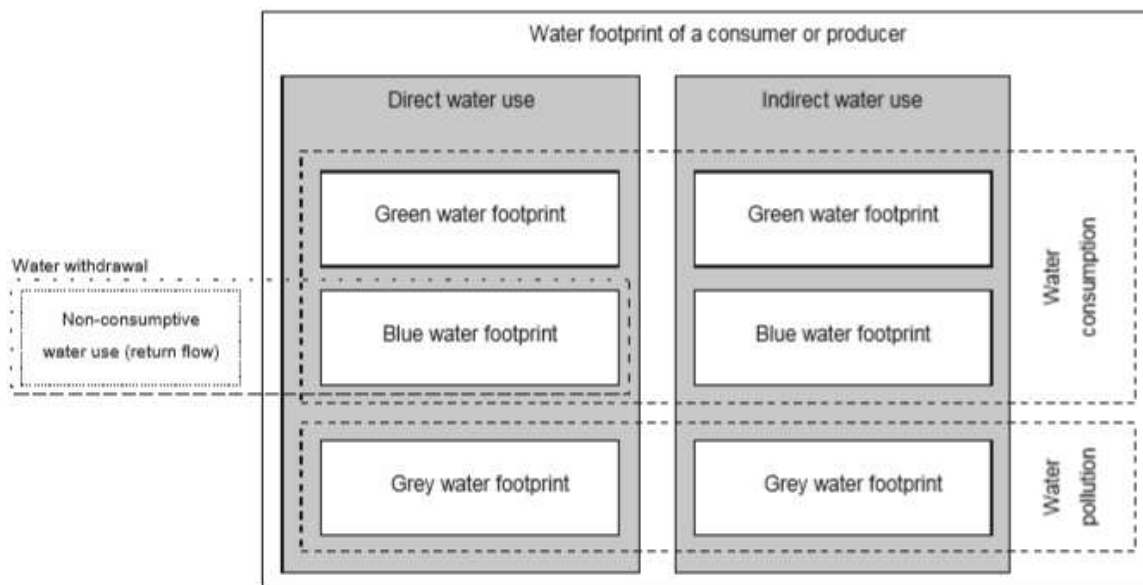 Water footprint of a consumer or producer
Direct water use
Indirect water use
Green water footprint
Green water footprint
Water
consumption
Water withdrawal
Non-consumptive
water use (return flow)
Blue water footprint
Blue water footprint
Grey water footprint
Grey water footprint
Water
pollution